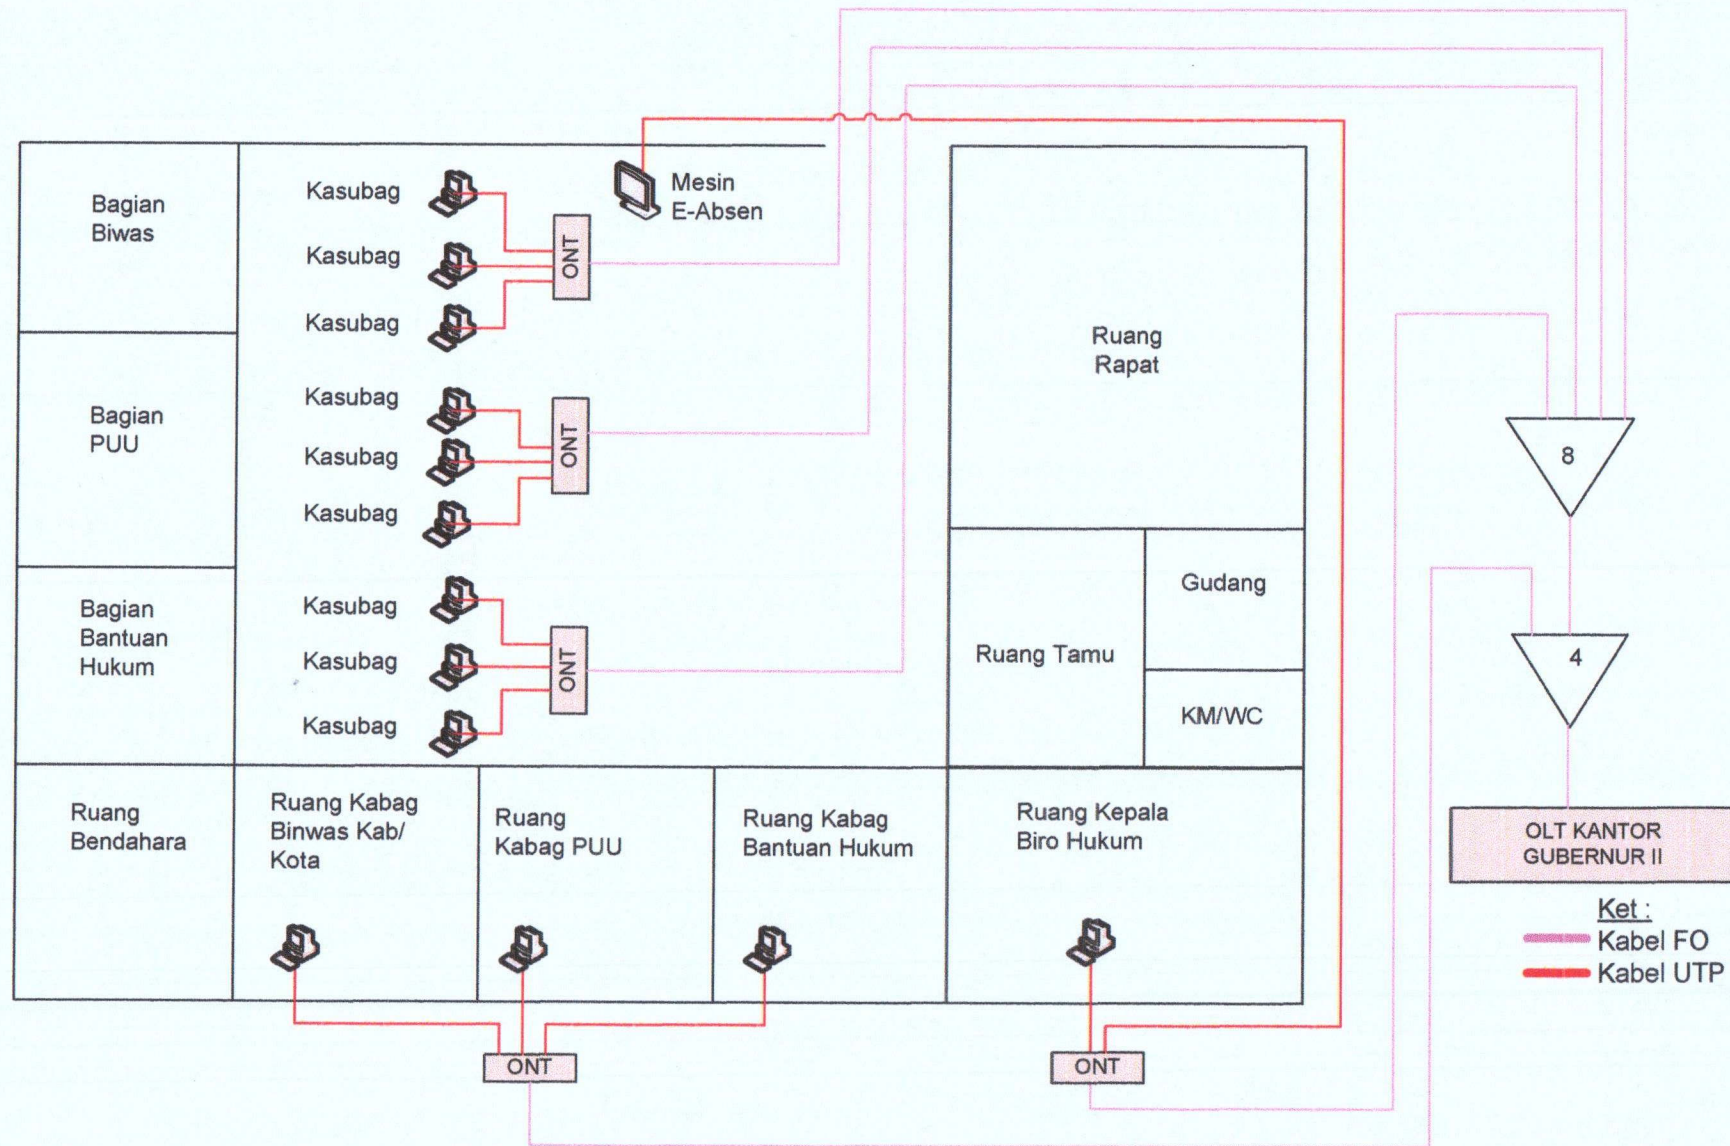 Bagian
Biwas
Bagian
PUU
Bagian
Bantuan
Hukum
Ruang
Bendahara
Kasubag
Kasubag
Kasubag
Kasubag
Kasubag
Kasubag
Kasubag
Kasubag
Kasubag
ONT
ONT
ONT
Mesin
E-Absen
Ruang
Rapat
Ruang Tamu
Gudang
KM/WC
Ruang Kabag
Binwas Kab/
Kota
Ruang
Kabag PUU
Ruang Kabag
Bantuan Hukum
Ruang Kepala
Biro Hukum
ONT
ONT
8
4
OLT KANTOR
GUBERNUR II
Ket :
Kabel FO
Kabel UTP